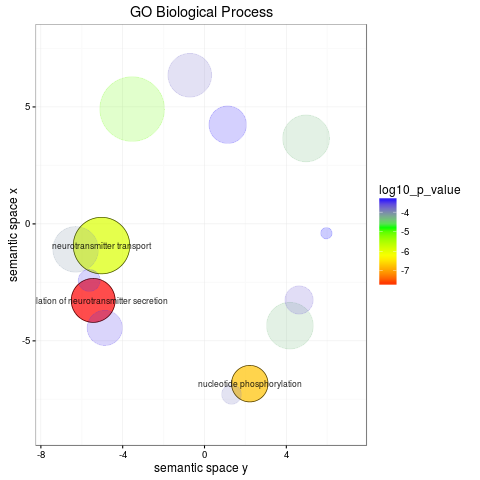 GO Biological Process
5
0
-5
-8
-4
0
4
semantic space x
semantic space y
neurotransmitter transport
lation of neurotransmitter secretion
nucleotide phosphorylation
log10_p_value
-4
-5
-6
-7